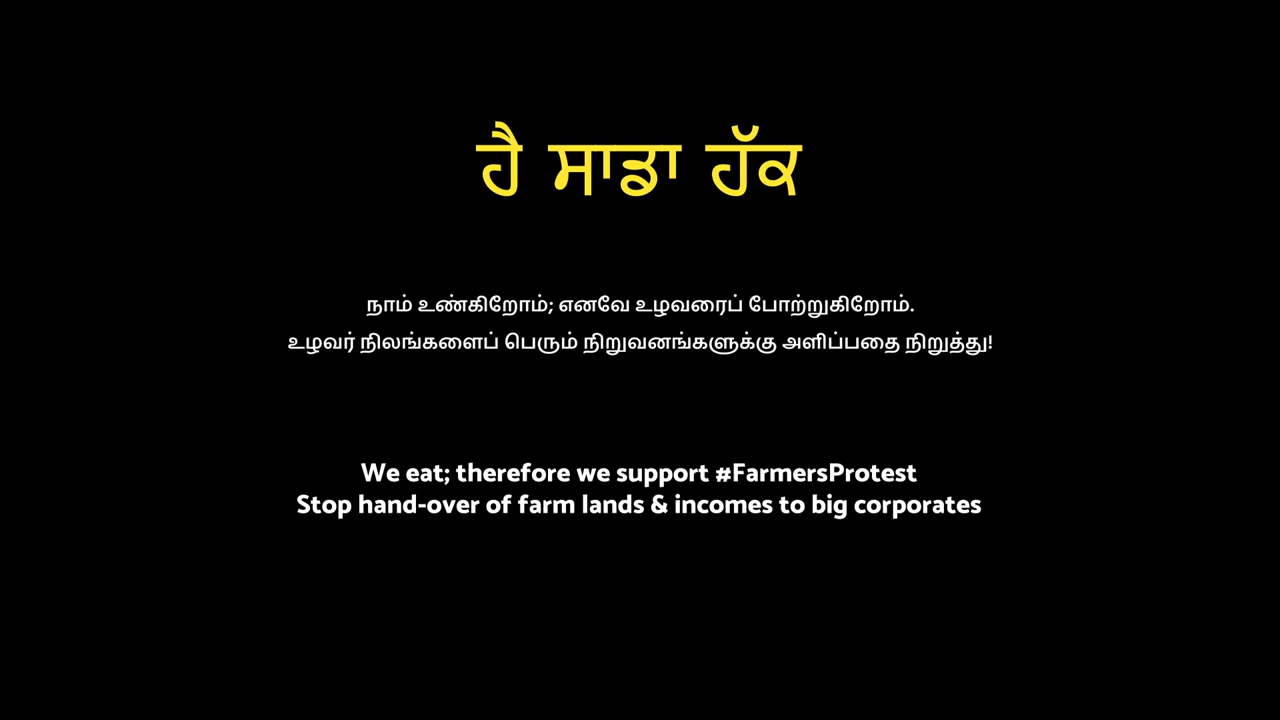 ਹੈ ਸਾਡਾ ਹੱਕ
நாம் உண்கிறோம்; எனவே உழவரைப் போற்றுகிறோம்.
உழவர் நிலங்களைப் பெரும் நிறுவனங்களுக்கு அளிப்பதை நிறுத்து!
We eat; therefore we support #FarmersProtest
Stop hand-over of farm lands & incomes to big corporates